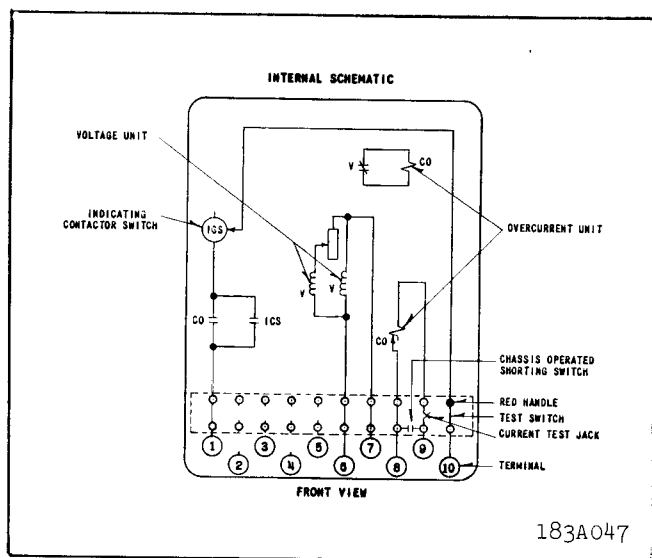 INTERNAL SCHEMATIC
VOLTAGE UNIT
V
CO
INDICATING
CONTACTOR SWITCH
ICS
OVERCURRENT UNIT
V
V
CO
ICS
CO
CHASSIS OPERATED
SHORTING SWITCH
RED HANDLE
TEST SWITCH
CURRENT TEST JACK
1
3
5
7
9
2
4
6
8
10
TERMINAL
FRONT VIEW
183A047